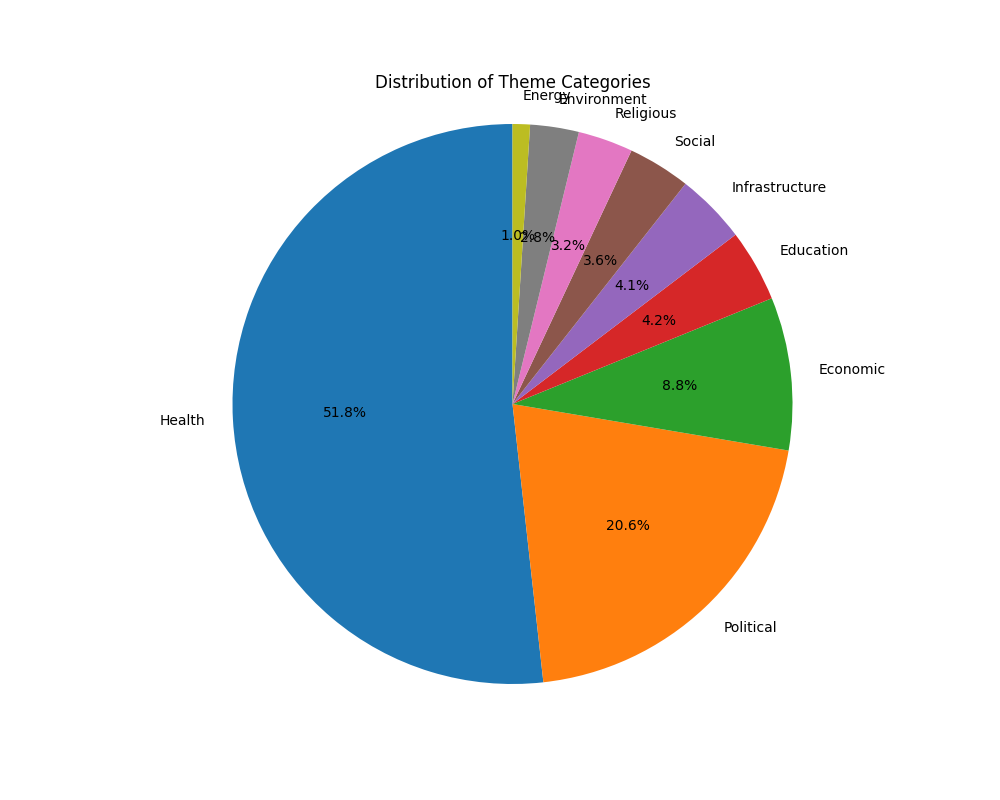 Distribution of Theme Categories
Energy
Environment
Religious
Social
Infrastructure
Education
Economic
Health
Political
1.0%
2.8%
3.2%
3.6%
4.1%
4.2%
8.8%
51.8%
20.6%